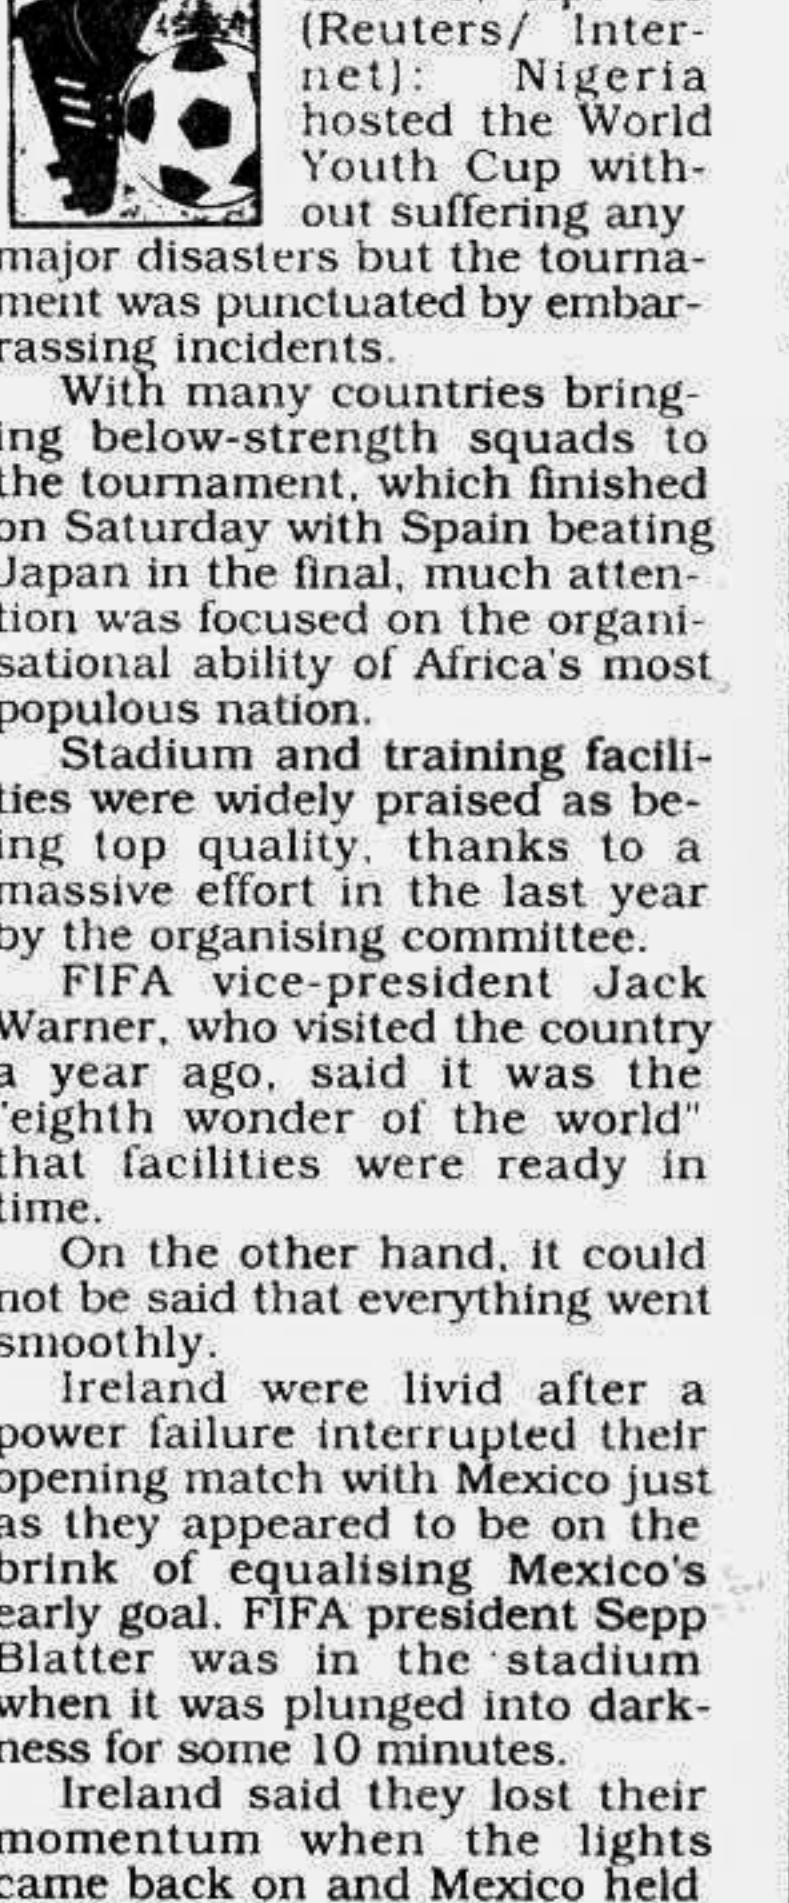 (Reuters/ Inter-
net): Nigeria
hosted the World
Youth Cup with-
out suffering any
major disasters but the tourna-
ment was punctuated by embar-
rassing incidents.
With many countries bring-
ing below-strength squads to
the tournament, which finished
on Saturday with Spain beating
Japan in the final, much atten-
tion was focused on the organi-
sational ability of Africa's most
populous nation.
Stadium and training facili-
ties were widely praised as be-
ing top quality, thanks to a
massive effort in the last year
by the organising committee.
FIFA vice-president Jack
Warner, who visited the country
a year ago, said it was the
"eighth wonder of the world"
that facilities were ready in
time.
On the other hand, it could
not be said that everything went
smoothly.
Ireland were livid after a
power failure interrupted their
opening match with Mexico just
as they appeared to be on the
brink of equalising Mexico's
early goal. FIFA president Sepp
Blatter was in the stadium
when it was plunged into dark-
ness for some 10 minutes.
Ireland said they lost their
momentum when the lights
came back on and Mexico held